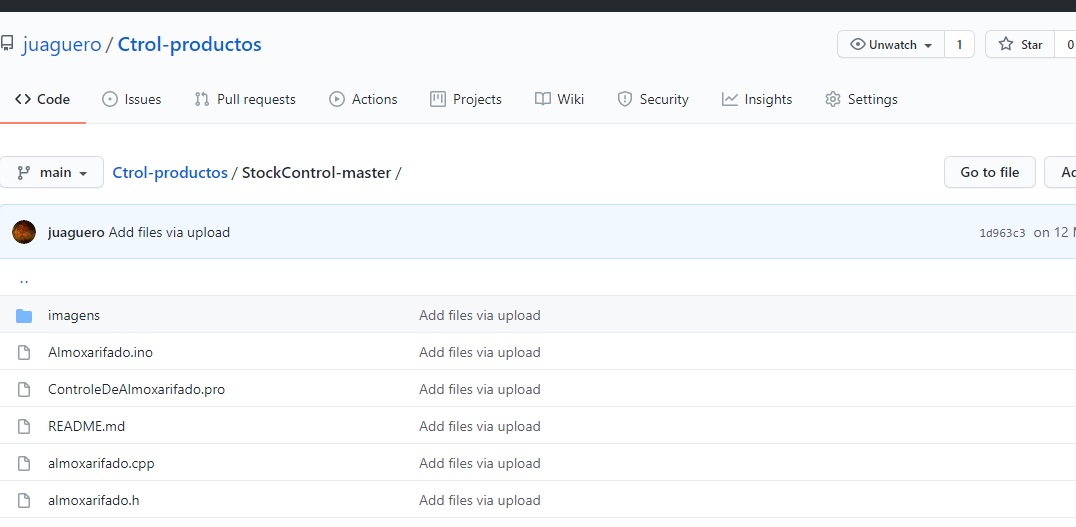 juaguero / Ctrol-productos
Unwatch 1 Star 0
Code Issues Pull requests Actions Projects Wiki Security Insights Settings
main Ctrol-productos / StockControl-master / Go to file
juaguero Add files via upload 1d963c3 on 12
..
imagens Add files via upload
Almoxarifado.ino Add files via upload
ControleDeAlmoxarifado.pro Add files via upload
README.md Add files via upload
almoxarifado.cpp Add files via upload
almoxarifado.h Add files via upload